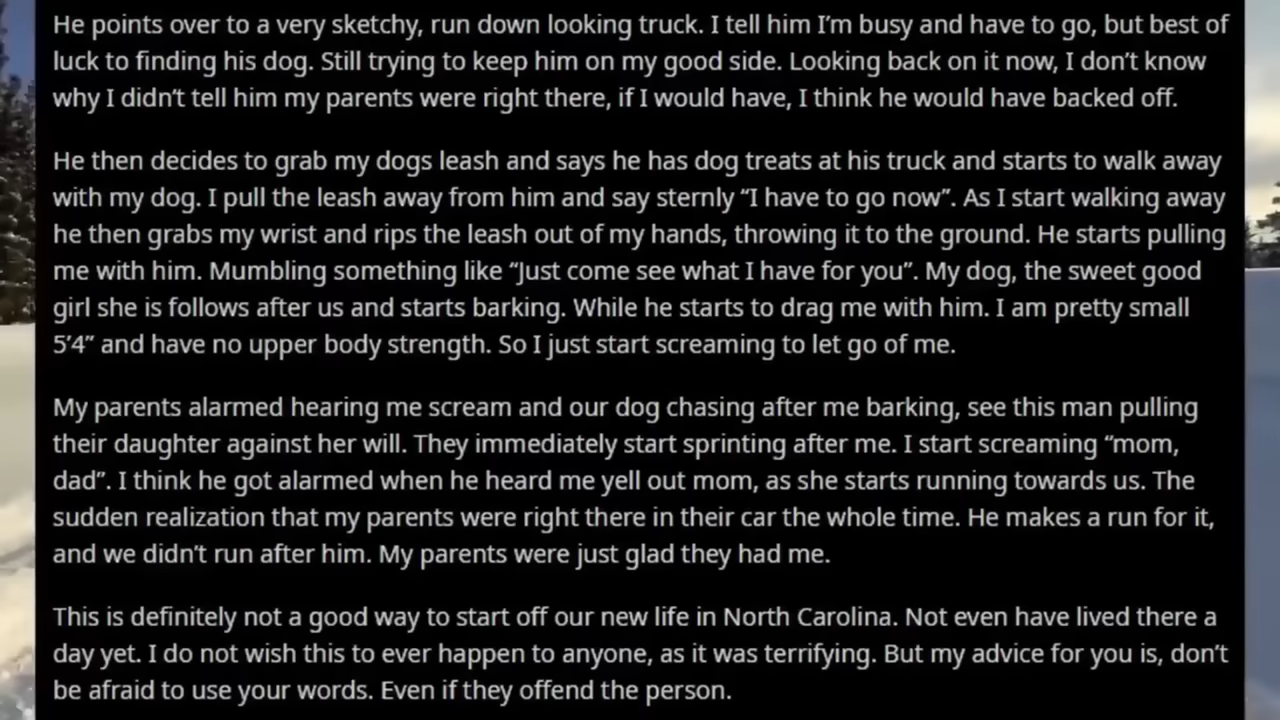 He points over to a very sketchy, run down looking truck. I tell him I’m busy and have to go, but best of
luck to finding his dog. Still trying to keep him on my good side. Looking back on it now, I don’t know
why I didn’t tell him my parents were right there, if I would have, I think he would have backed off.
He then decides to grab my dogs leash and says he has dog treats at his truck and starts to walk away
with my dog. I pull the leash away from him and say sternly “I have to go now”. As I start walking away
he then grabs my wrist and rips the leash out of my hands, throwing it to the ground. He starts pulling
me with him. Mumbling something like “Just come see what I have for you”. My dog, the sweet good
girl she is follows after us and starts barking. While he starts to drag me with him. I am pretty small
5’4” and have no upper body strength. So I just start screaming to let go of me.
My parents alarmed hearing me scream and our dog chasing after me barking, see this man pulling
their daughter against her will. They immediately start sprinting after me. I start screaming “mom,
dad”. I think he got alarmed when he heard me yell out mom, as she starts running towards us. The
sudden realization that my parents were right there in their car the whole time. He makes a run for it,
and we didn’t run after him. My parents were just glad they had me.
This is definitely not a good way to start off our new life in North Carolina. Not even have lived there a
day yet. I do not wish this to ever happen to anyone, as it was terrifying. But my advice for you is, don’t
be afraid to use your words. Even if they offend the person.